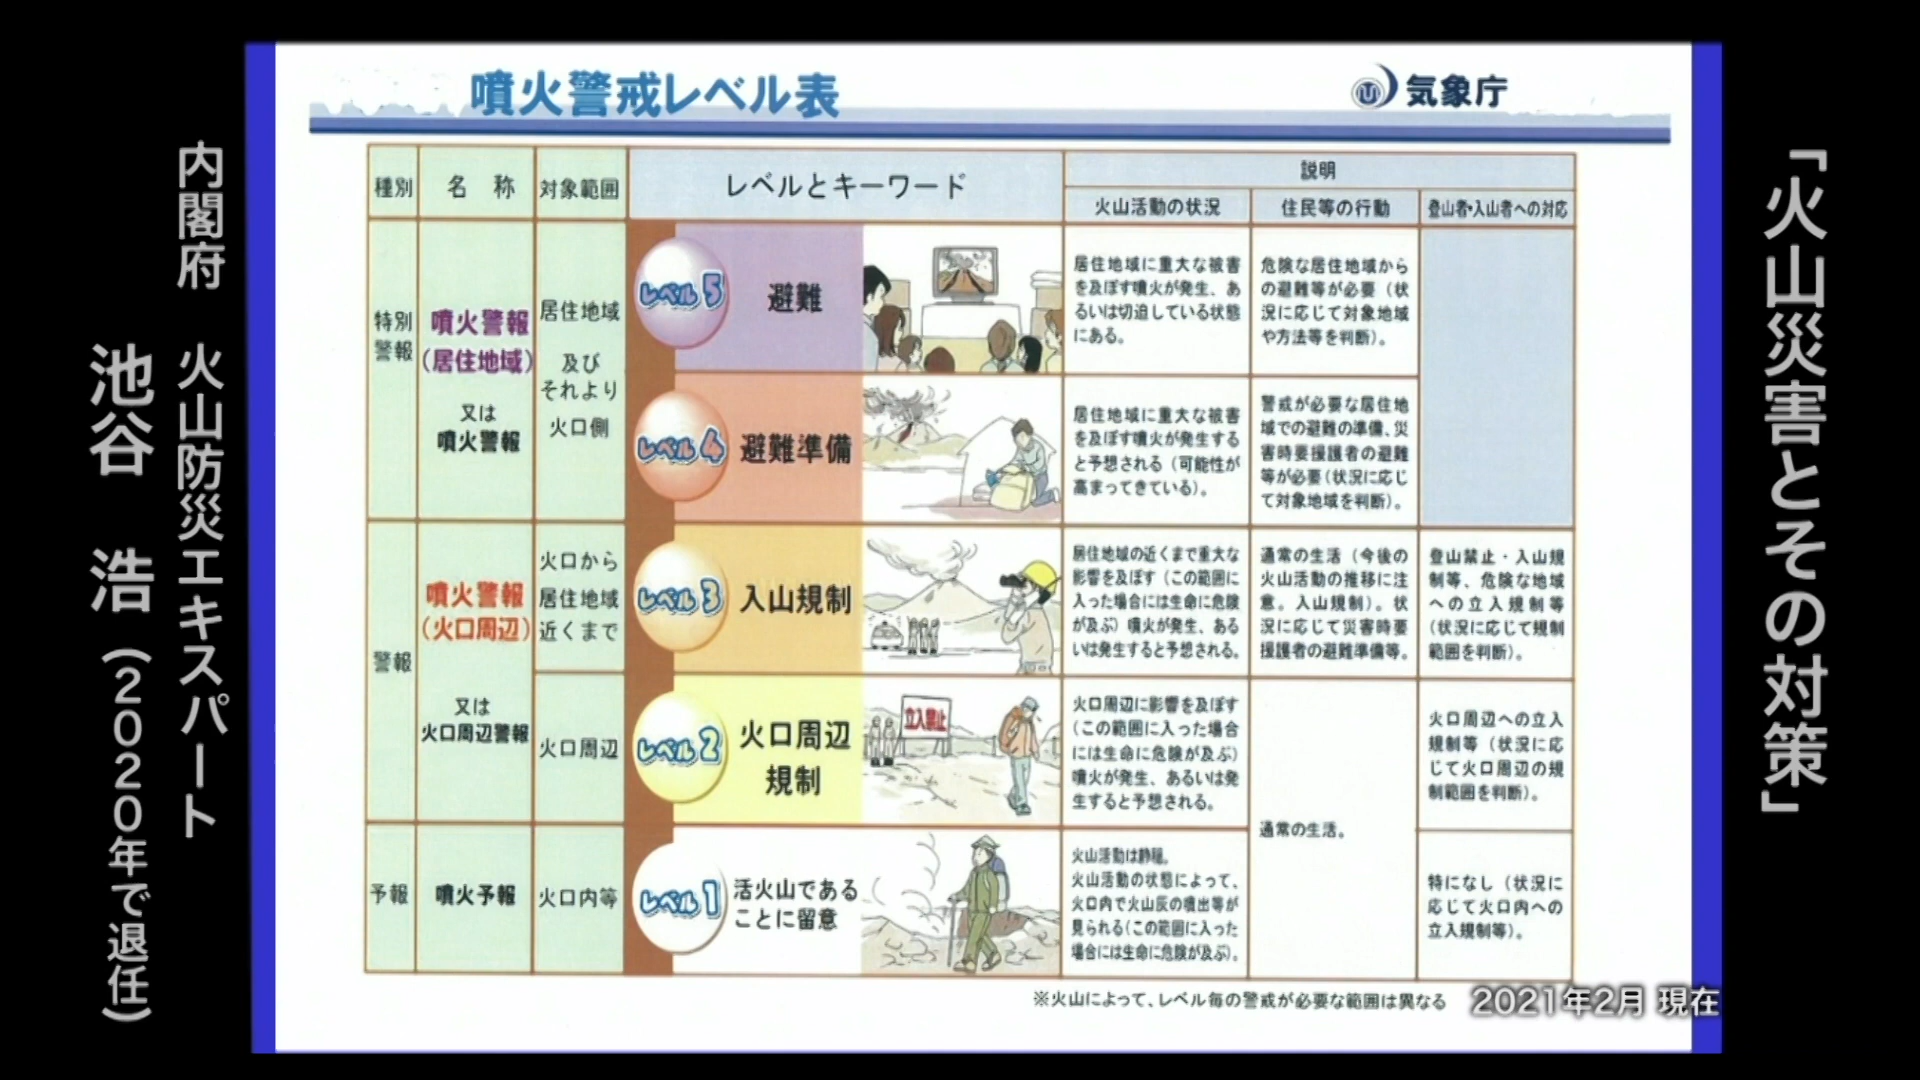 「火山災害とその対策」
内閣府 火山防災エキスパート
池谷 浩(2020年で退任)
噴火警戒レベル表
気象庁
種別
名 称
対象範囲
レベルとキーワード
説明
火山活動の状況
住民等の行動
登山者・入山者への対応
特別
警報
噴火警報
(居住地域)
又は
噴火警報
居住地域
及び
それより
火口側
レベル5
避難
居住地域に重大な被害
を及ぼす噴火が発生、あ
るいは切迫している状態
にある。
危険な居住地域から
の避難等が必要（状
況に応じて対象地域
や方法等を判断）。
レベル4
避難準備
居住地域に重大な被害
を及ぼす噴火が発生する
と予想される（可能性が
高まってきている）。
警戒が必要な居住地
域での避難の準備、災
害時要援護者の避難
等が必要（状況に応じ
て対象地域を判断）。
警報
噴火警報
(火口周辺)
又は
火口周辺警報
火口から
居住地域
近くまで
レベル3
入山規制
居住地域の近くまで重大な
影響を及ぼす（この範囲に
入った場合には生命に危険
が及ぶ）噴火が発生、ある
いは発生すると予想される。
通常の生活（今後の
火山活動の推移に注
意。入山規制）。状
況に応じて災害時要
援護者の避難準備等。
登山禁止・入山規
制等、危険な地域
への立入規制等
（状況に応じて規制
範囲を判断）。
火口周辺
レベル2
火口周辺
規制
立入禁止
火口周辺に影響を及ぼす
（この範囲に入った場合
には生命に危険が及ぶ）
噴火が発生、あるいは発
生すると予想される。
通常の生活。
火口周辺への立入
規制等（状況に応
じて火口周辺の規
制範囲を判断）。
予報
噴火予報
火口内等
レベル1
活火山である
ことに留意
火山活動は静穏。
火山活動の状態によって、
火口内で火山灰の噴出等が
見られる（この範囲に入った
場合には生命に危険が及ぶ）。
特になし（状況に
応じて火口内への
立入規制等）。
※火山によって、レベル毎の警戒が必要な範囲は異なる
2021年2月 現在